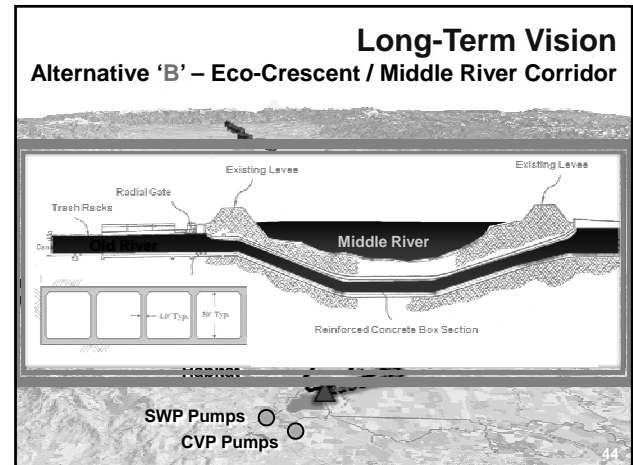 Long-Term Vision
Alternative ‘B’ – Eco-Crescent / Middle River Corridor
Existing Levee
Existing Levee
Radial Gate
Trash Racks
Old River
Middle River
4.0' Typ.
30' Typ.
Reinforced Concrete Box Section
Habitat
SWP Pumps
CVP Pumps
44